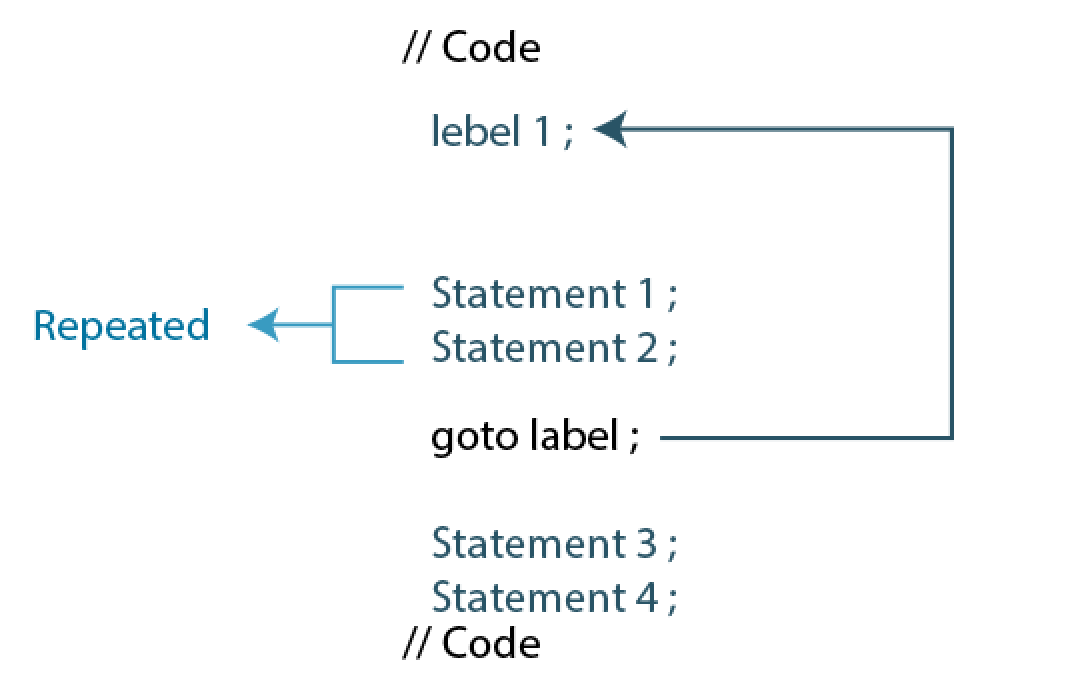 // Code
lebel 1 ;
Statement 1 ;
Repeated
Statement 2 ;
goto label ;
Statement 3 ;
Statement 4 ;
// Code